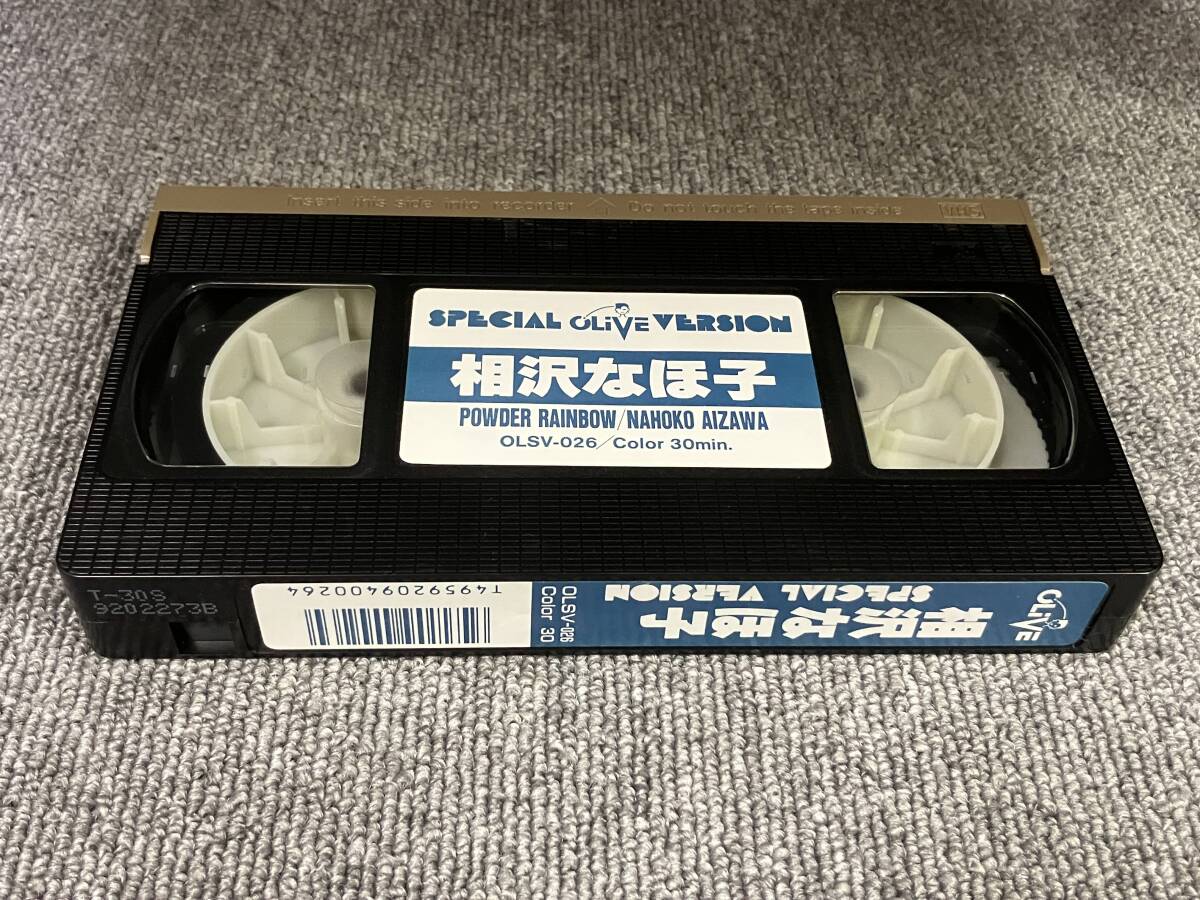 Insert this side into recorder △ Do not touch the tape inside VHS
SPECIAL OLiVE VERSION
相沢なほ子
POWDER RAINBOW/NAHOKO AIZAWA
OLSV-026/Color 30min.
T-30S
9202273B
T4959209400264
OLSV-026
Color 30
相沢なほ子
SPECIAL VERSION
OLiVE